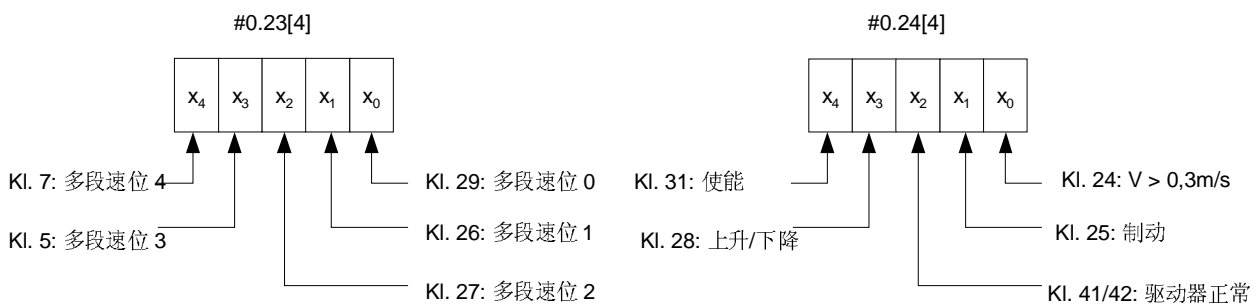 #0.23[4]
x4 x3 x2 x1 x0
Kl. 7: 多段速位 4
Kl. 5: 多段速位 3
Kl. 29: 多段速位 0
Kl. 26: 多段速位 1
Kl. 27: 多段速位 2
#0.24[4]
x4 x3 x2 x1 x0
Kl. 31: 使能
Kl. 28: 上升/下降
Kl. 24: V > 0,3m/s
Kl. 25: 制动
Kl. 41/42: 驱动器正常